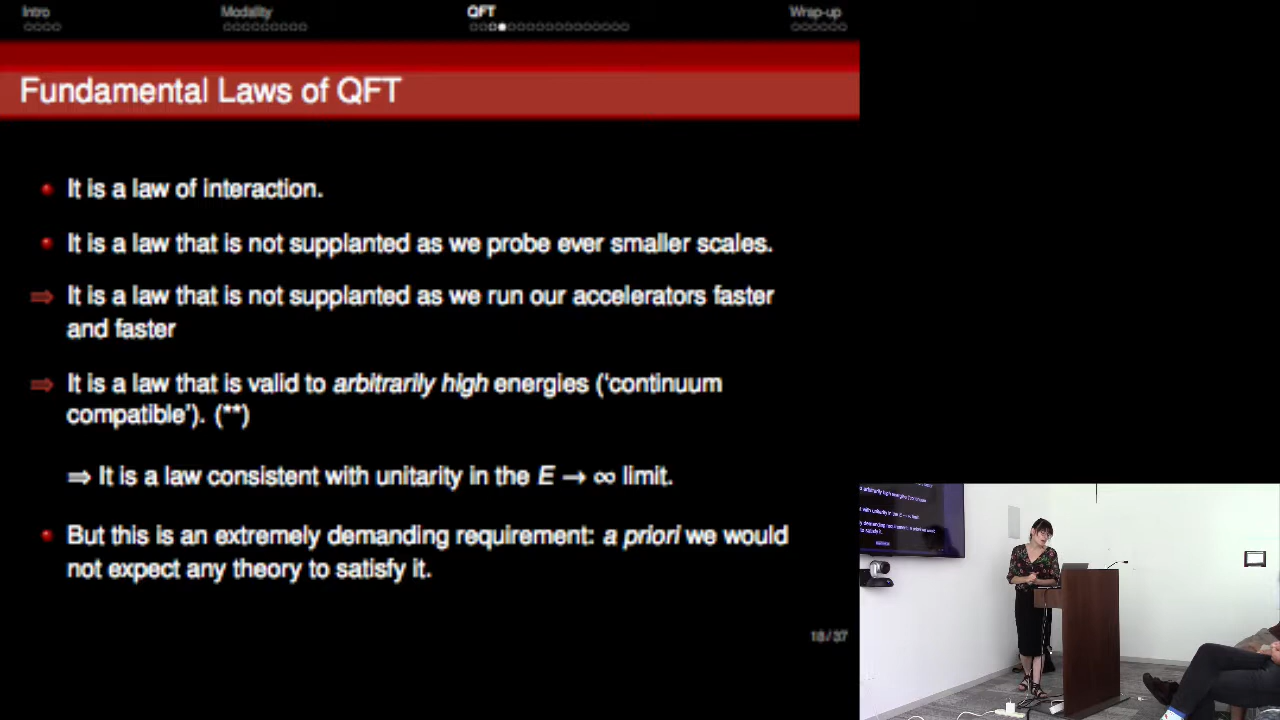 Intro Modality QFT Wrap-up
Fundamental Laws of QFT
It is a law of interaction.
It is a law that is not supplanted as we probe ever smaller scales.
⇒ It is a law that is not supplanted as we run our accelerators faster
and faster
⇒ It is a law that is valid to arbitrarily high energies (‘continuum
compatible’). (**)
⇒ It is a law consistent with unitarity in the E → ∞ limit.
But this is an extremely demanding requirement: a priori we would
not expect any theory to satisfy it.
18/37